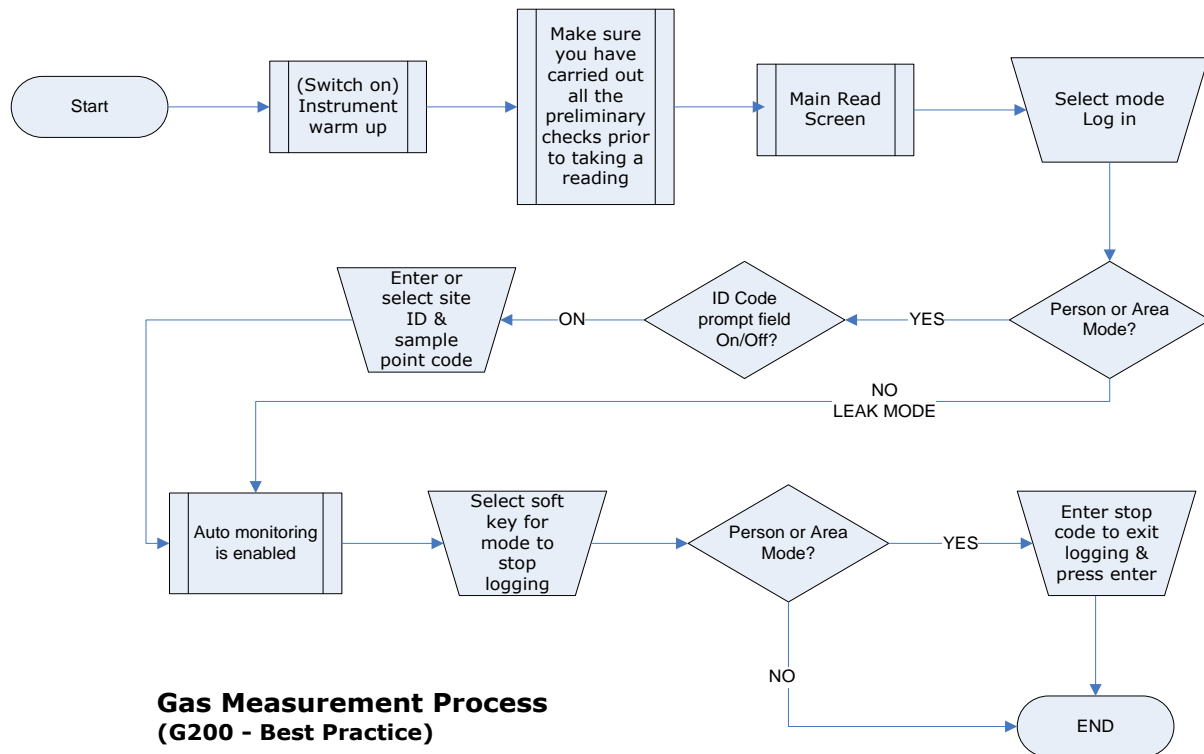 Start
(Switch on)
Instrument
warm up
Make sure
you have
carried out
all the
preliminary
checks prior
to taking a
reading
Main Read
Screen
Select mode
Log in
Person or Area
Mode?
YES
ID Code
prompt field
On/Off?
ON
Enter or
select site
ID &
sample
point code
NO
LEAK MODE
Auto monitoring
is enabled
Select soft
key for
mode to
stop
logging
Person or Area
Mode?
YES
Enter stop
code to exit
logging &
press enter
NO
END
Gas Measurement Process
(G200 - Best Practice)